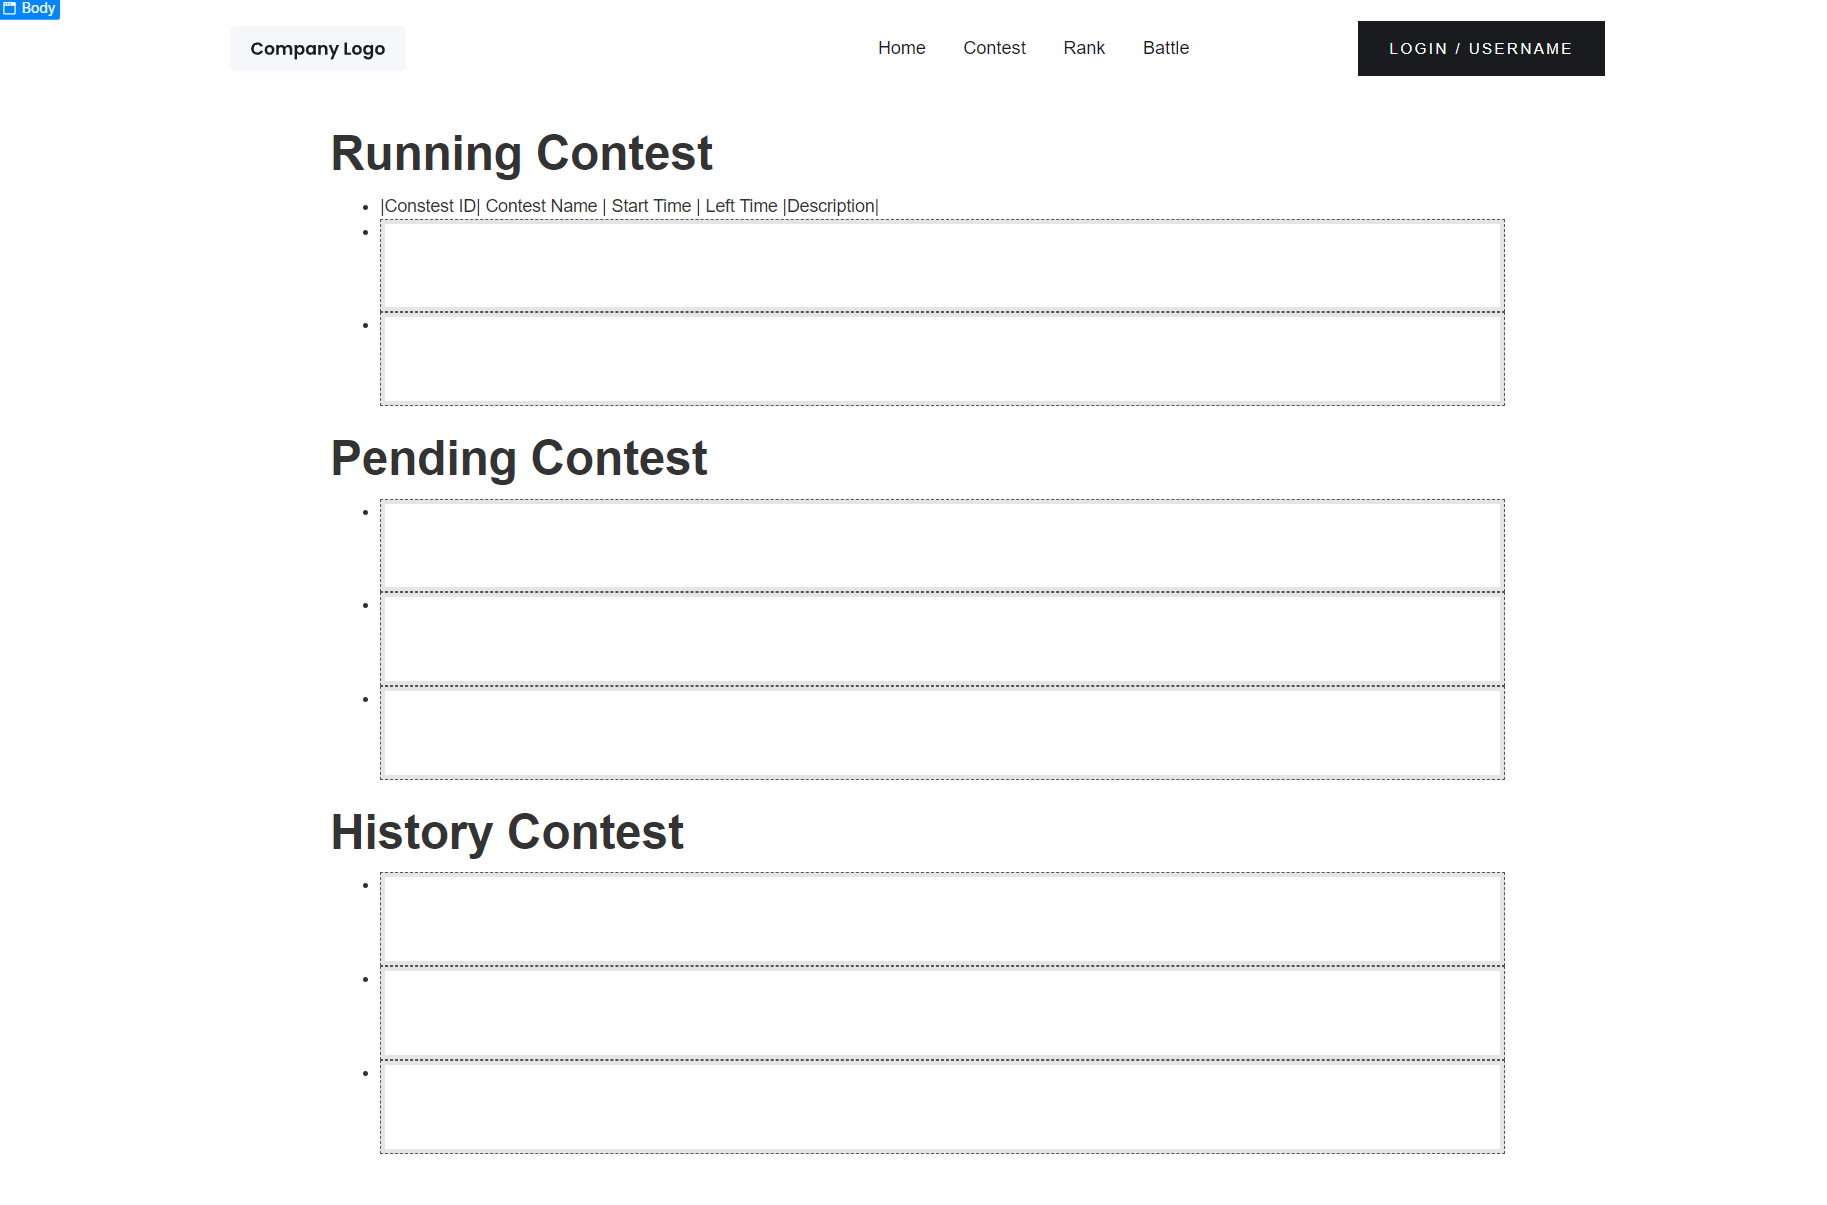 Body
Company Logo
Home Contest Rank Battle
LOGIN / USERNAME
Running Contest
|Constest ID| Contest Name | Start Time | Left Time |Description|
Pending Contest
History Contest